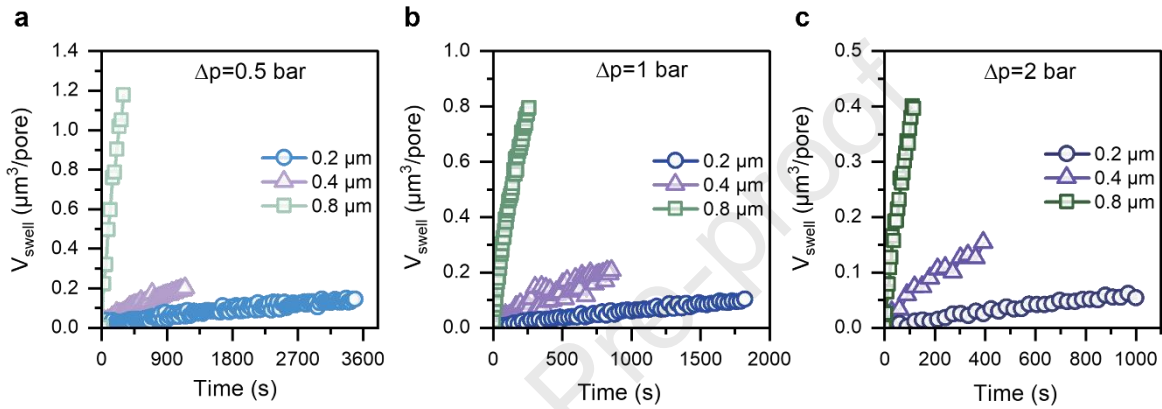 a
Δp=0.5 bar
V_swell (µm³/pore)
1.4
1.2
1.0
0.8
0.6
0.4
0.2
0.0
0.2 µm
0.4 µm
0.8 µm
0 900 1800 2700 3600
Time (s)
b
Δp=1 bar
V_swell (µm³/pore)
1.0
0.8
0.6
0.4
0.2
0.0
0.2 µm
0.4 µm
0.8 µm
0 500 1000 1500 2000
Time (s)
c
Δp=2 bar
V_swell (µm³/pore)
0.5
0.4
0.3
0.2
0.1
0.0
0.2 µm
0.4 µm
0.8 µm
0 200 400 600 800 1000
Time (s)
Pre-proof